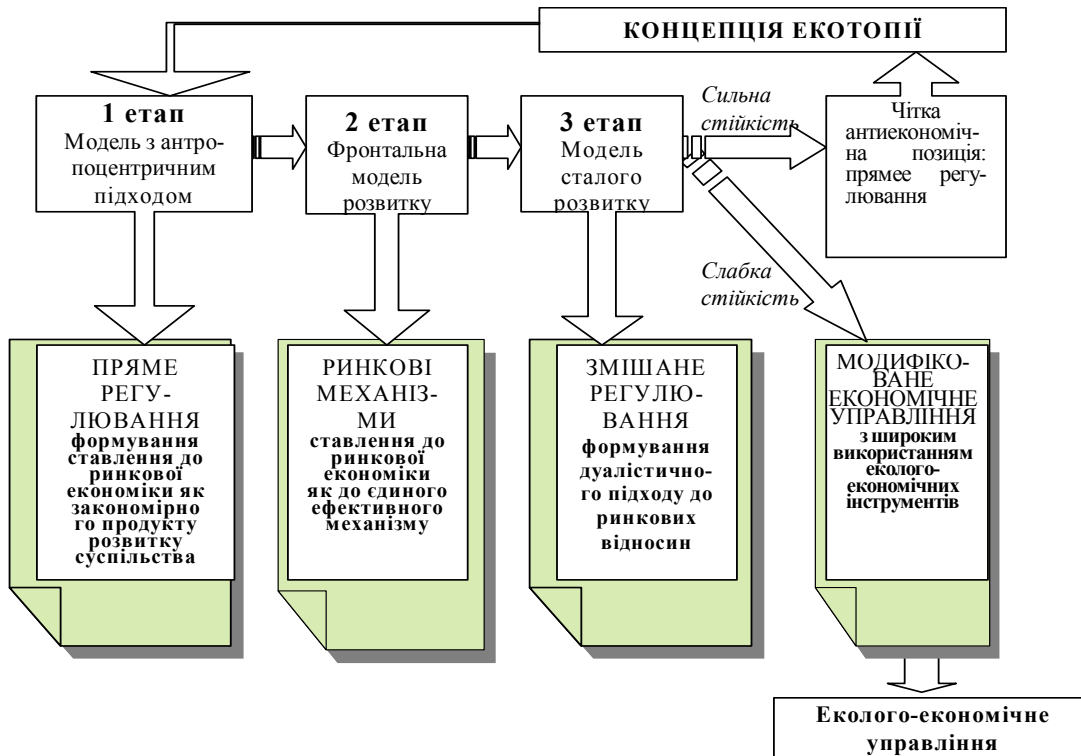 КОНЦЕПЦІЯ ЕКОТОПІЇ
1 етап
Модель з антро-
поцентричним
підходом
2 етап
Фронтальна
модель
розвитку
3 етап
Модель
сталого
розвитку
Сильна
стійкість
Чітка
антиекономіч-
на позиція:
прямее регу-
лювання
Слабка
стійкість
ПРЯМЕ
РЕГУ-
ЛЮВАННЯ
формування
ставлення до
ринкової
економіки як
закономірно
го продукту
розвитку
суспільства
РИНКОВІ
МЕХАНІЗ-
МИ
ставлення до
ринкової
економіки
як до єдиного
ефективного
механізму
ЗМІШАНЕ
РЕГУЛЮ-
ВАННЯ
формування
дуалістично-
го підходу до
ринкових
відносин
МОДИФІКО-
ВАНЕ
ЕКОНОМІЧНЕ
УПРАВЛІННЯ
з широким
використанням
еколого-
економічних
інструментів
Еколого-економічне
управління